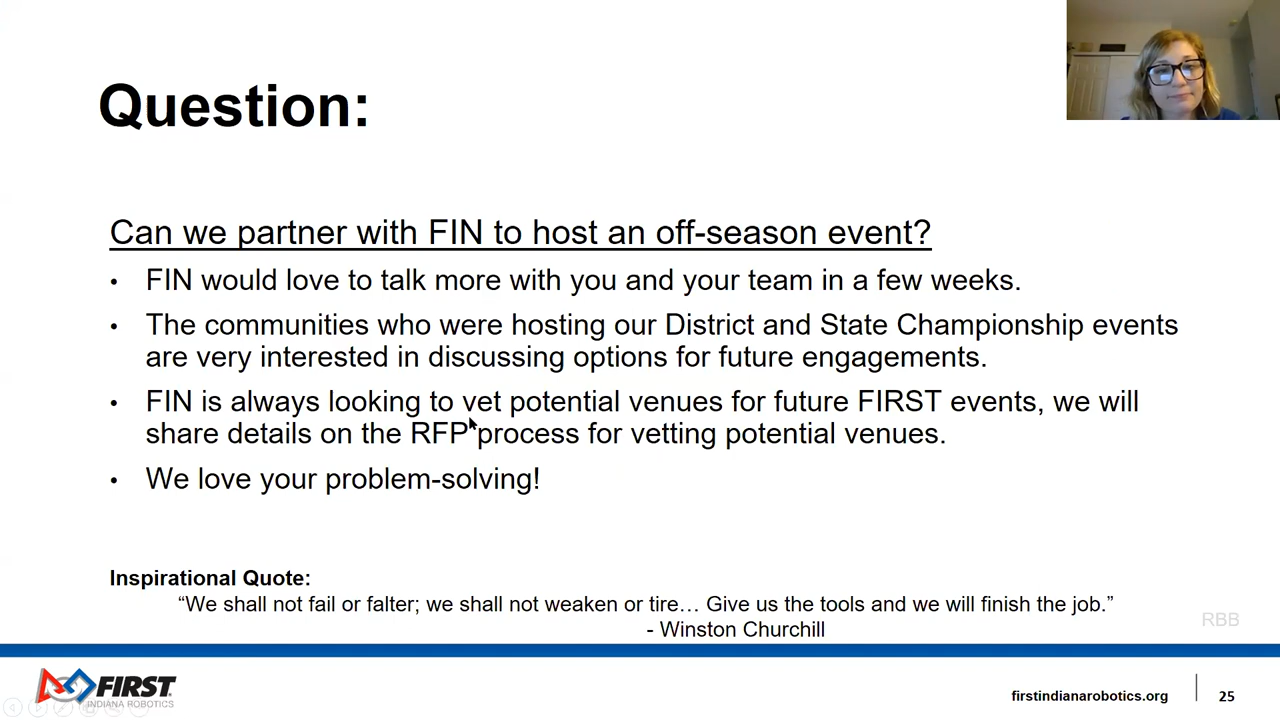 Question:
Can we partner with FIN to host an off-season event?
• FIN would love to talk more with you and your team in a few weeks.
• The communities who were hosting our District and State Championship events
are very interested in discussing options for future engagements.
• FIN is always looking to vet potential venues for future FIRST events, we will
share details on the RFP process for vetting potential venues.
• We love your problem-solving!
Inspirational Quote:
“We shall not fail or falter; we shall not weaken or tire… Give us the tools and we will finish the job.”
- Winston Churchill
RBB
FIRST
INDIANA ROBOTICS
firstindianarobotics.org
25